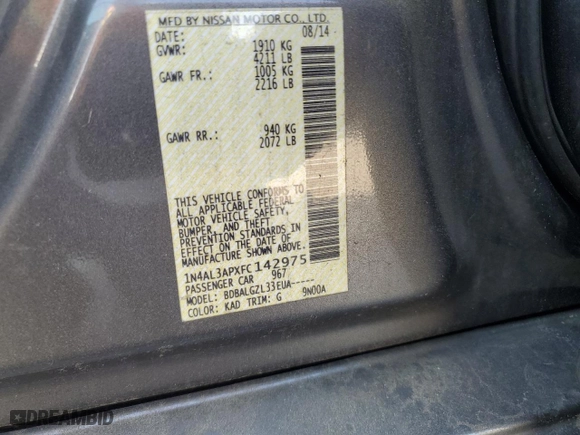 MFD BY NISSAN MOTOR CO., LTD.
DATE: 08/14
GVWR: 1910 KG
4211 LB
GAWR FR.: 1005 KG
2216 LB
GAWR RR.: 940 KG
2072 LB
THIS VEHICLE CONFORMS TO
ALL APPLICABLE FEDERAL
MOTOR VEHICLE SAFETY,
BUMPER, AND THEFT
PREVENTION STANDARDS IN
EFFECT ON THE DATE OF
MANUFACTURE SHOWN ABOVE.
1N4AL3APXFC142975
PASSENGER CAR 967
MODEL: BDBALGZL33EUA-----
COLOR: KAD TRIM: G 9N00A
DREAMBID